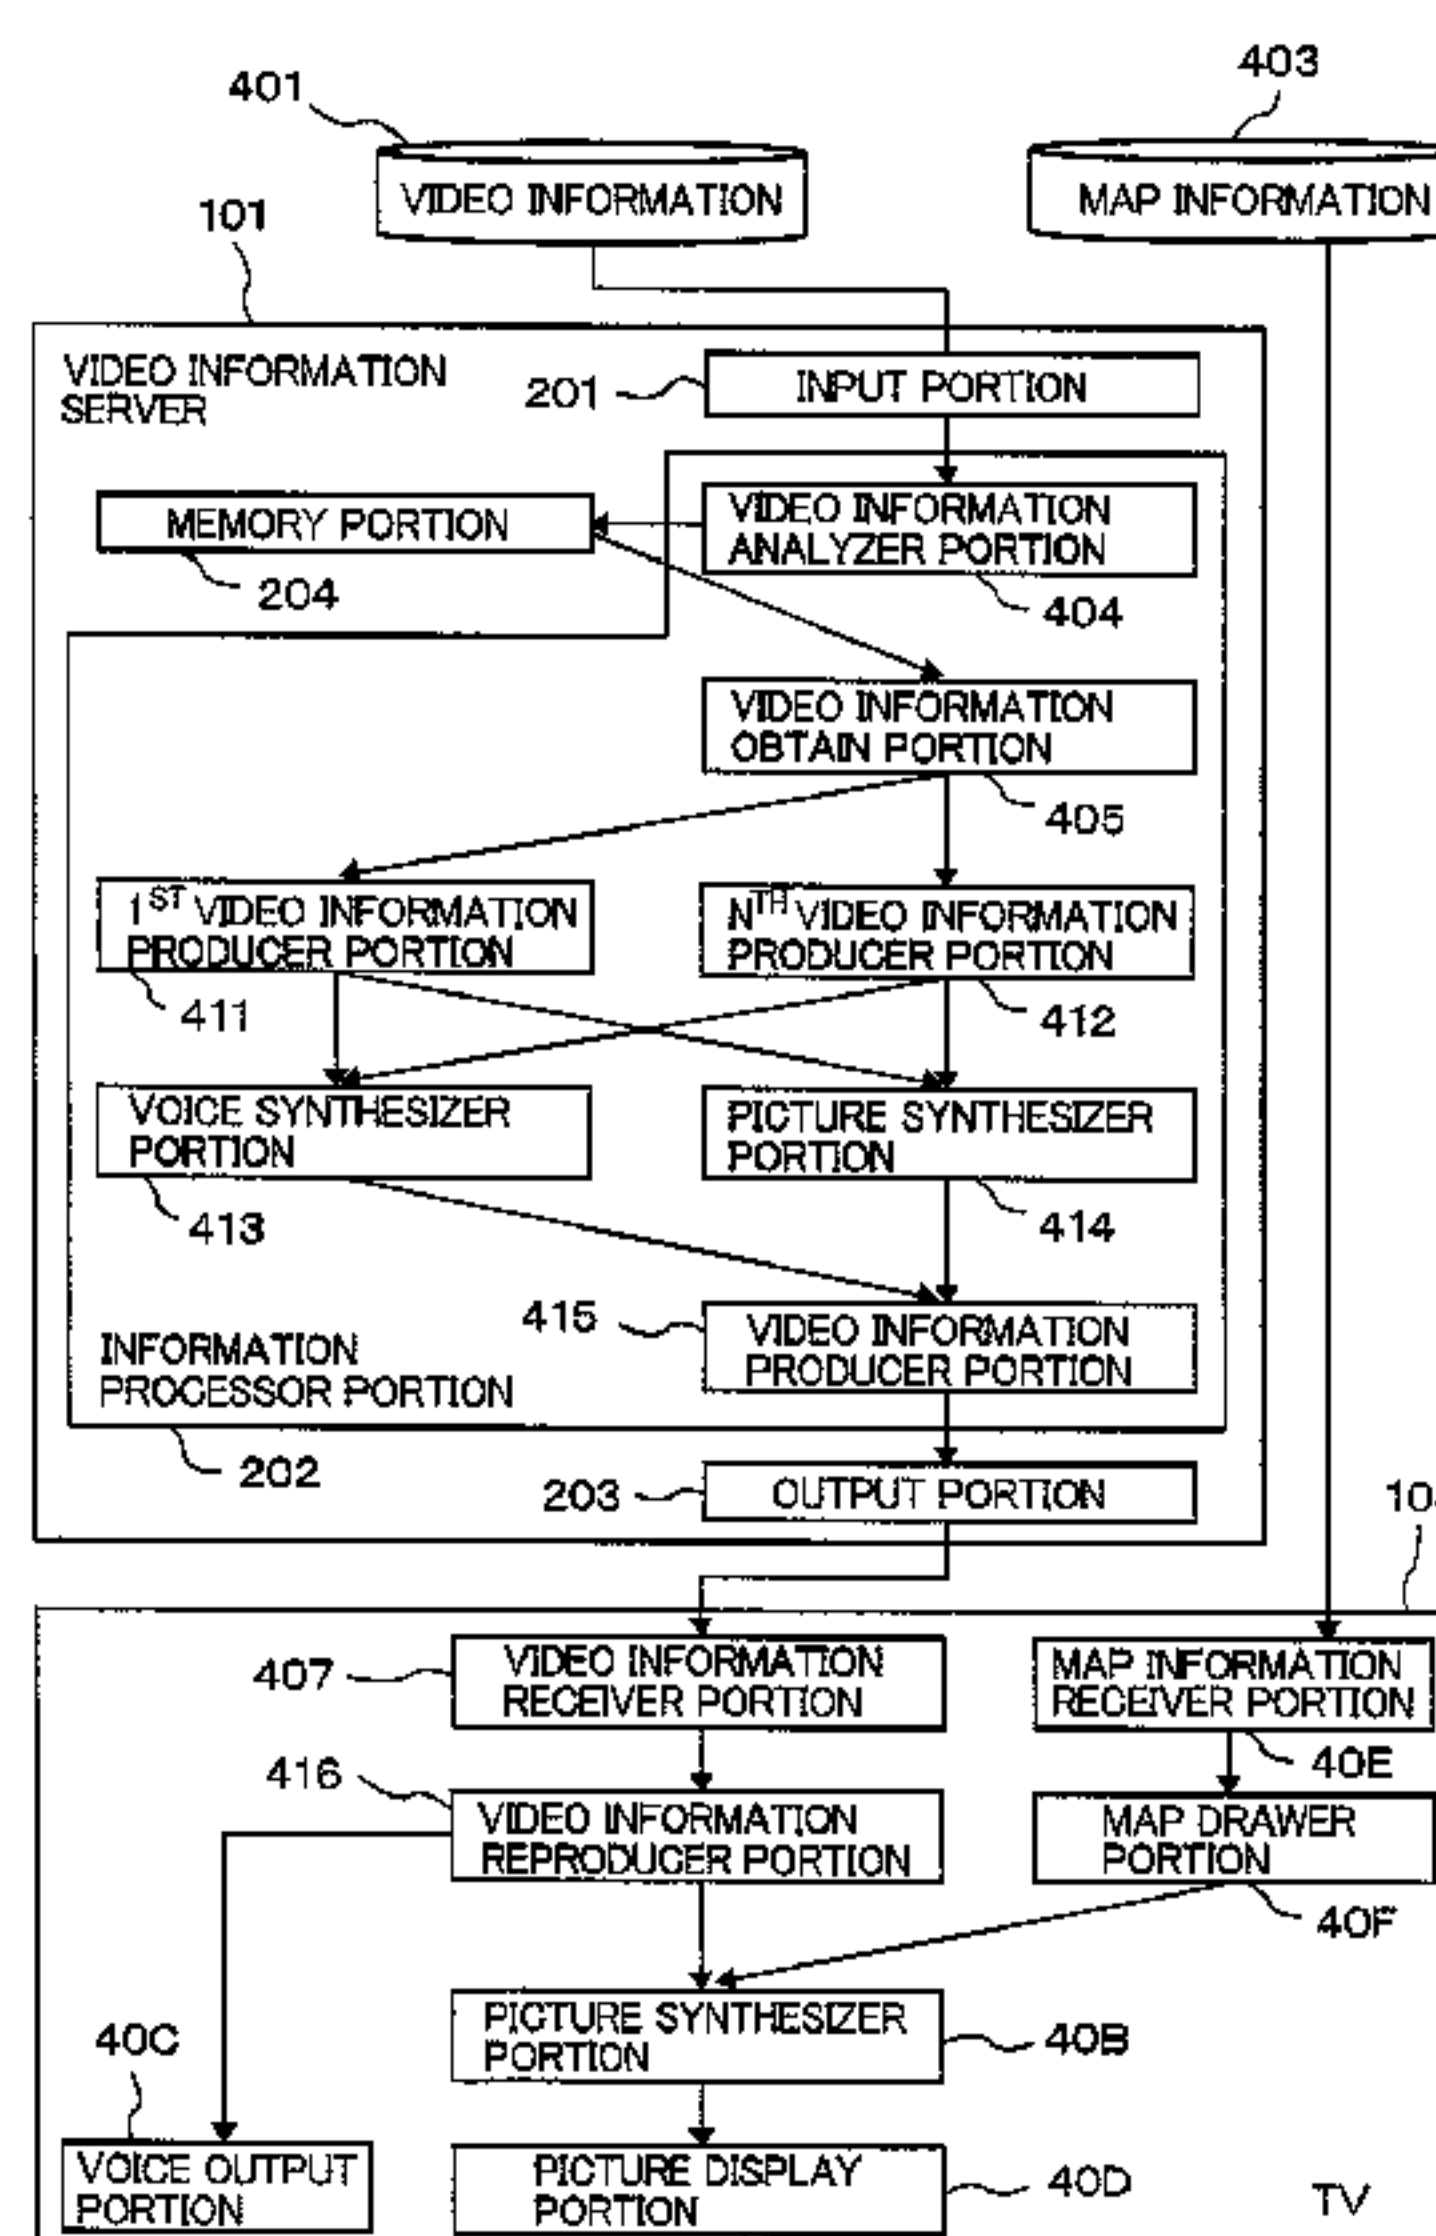 401
403
VIDEO INFORMATION
MAP INFORMATION
101
VIDEO INFORMATION
SERVER
201
INPUT PORTION
MEMORY PORTION
204
VIDEO INFORMATION
ANALYZER PORTION
404
VIDEO INFORMATION
OBTAIN PORTION
405
1ST VIDEO INFORMATION
PRODUCER PORTION
411
NTH VIDEO INFORMATION
PRODUCER PORTION
412
VOICE SYNTHESIZER
PORTION
413
PICTURE SYNTHESIZER
PORTION
414
415
VIDEO INFORMATION
PRODUCER PORTION
INFORMATION
PROCESSOR PORTION
202
203
OUTPUT PORTION
407
VIDEO INFORMATION
RECEIVER PORTION
MAP INFORMATION
RECEIVER PORTION
40E
416
VIDEO INFORMATION
REPRODUCER PORTION
MAP DRAWER
PORTION
40F
PICTURE SYNTHESIZER
PORTION
40B
40C
VOICE OUTPUT
PORTION
PICTURE DISPLAY
PORTION
40D
TV